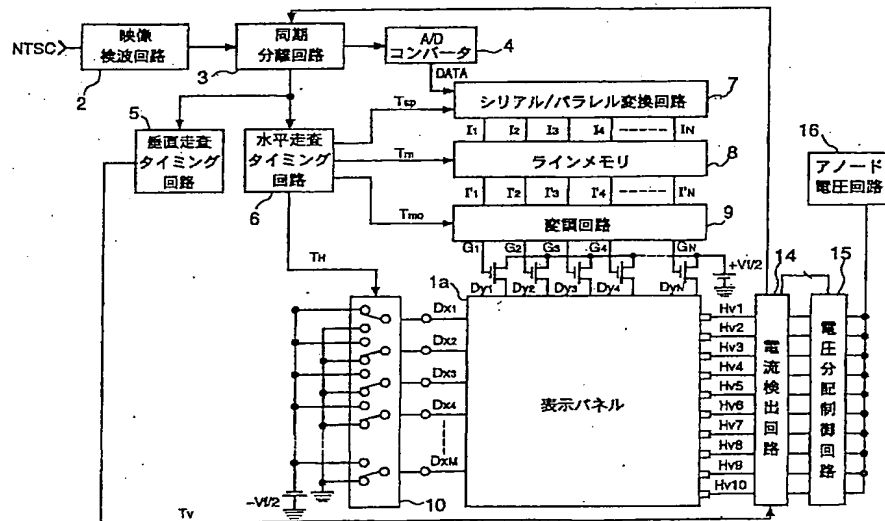 NTSC
映像
検波回路
2
同期
分離回路
3
A/D
コンバータ
4
DATA
5
垂直走査
タイミング
回路
水平走査
タイミング
回路
6
Tsp
Tm
Tmo
TH
シリアル/パラレル変換回路
7
I1 I2 I3 I4 IN
ラインメモリ
8
I'1 I'2 I'3 I'4 I'N
変調回路
9
G1 G2 G3 G4 GN
+Vf/2
Dy1 Dy2 Dy3 Dy4 DyN
1a
表示パネル
Dx1
Dx2
Dx3
Dx4
DxM
10
-Vf/2
Tv
Hv1
Hv2
Hv3
Hv4
Hv5
Hv6
Hv7
Hv8
Hv9
Hv10
14
電流検出回路
15
電圧分配制御回路
16
アノード
電圧回路